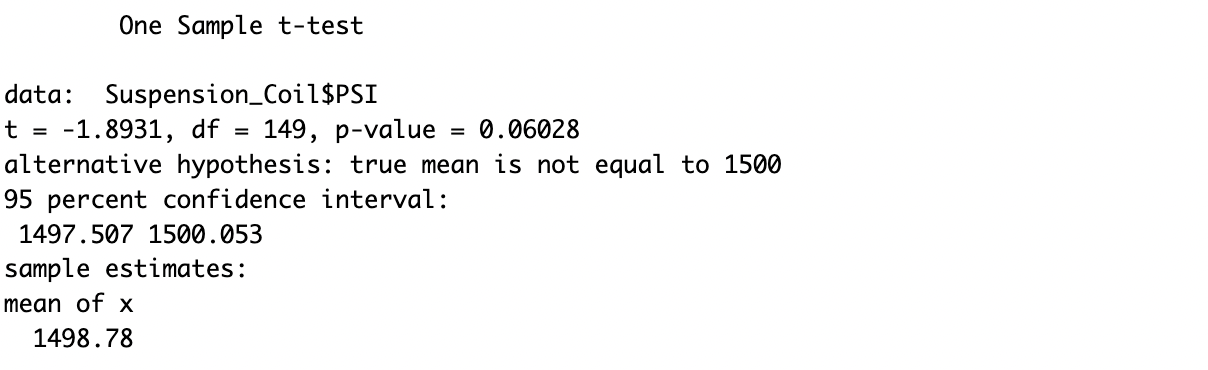 One Sample t-test
data:  Suspension_Coil$PSI
t = -1.8931, df = 149, p-value = 0.06028
alternative hypothesis: true mean is not equal to 1500
95 percent confidence interval:
1497.507 1500.053
sample estimates:
mean of x
1498.78